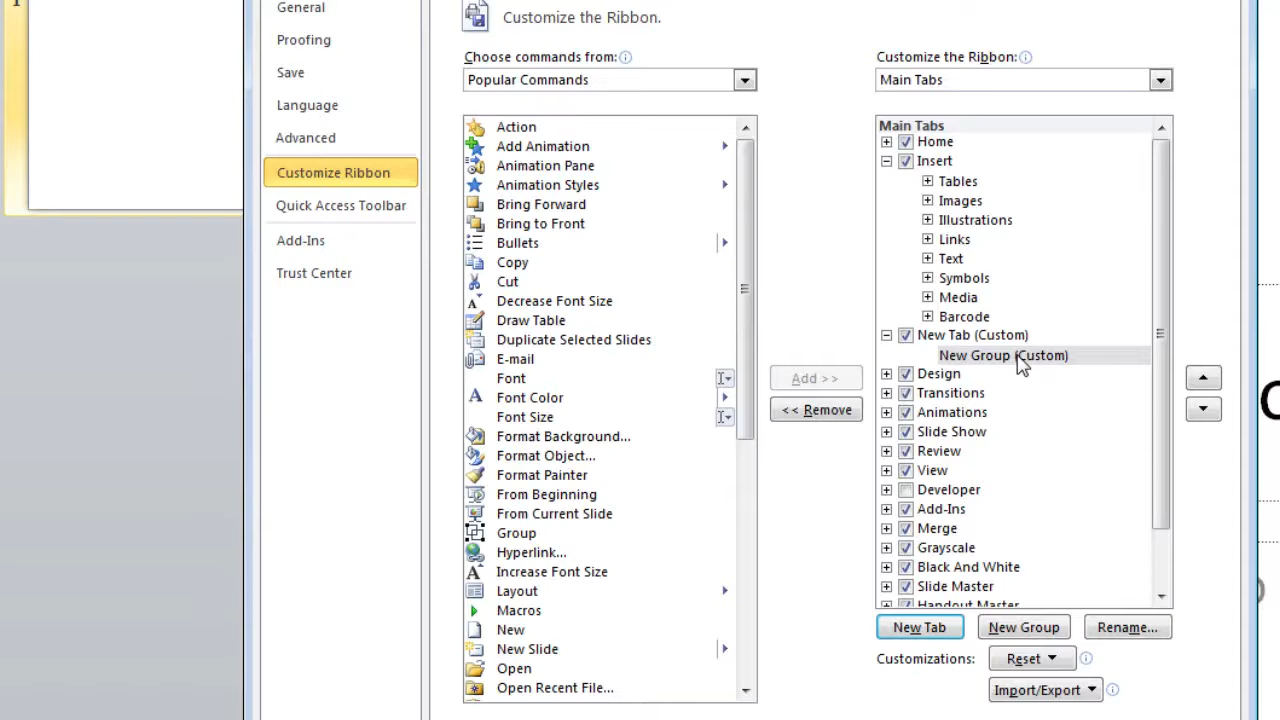 1
General
Proofing
Save
Language
Advanced
Customize Ribbon
Quick Access Toolbar
Add-Ins
Trust Center
Customize the Ribbon.
Choose commands from:
Popular Commands
Action
Add Animation
Animation Pane
Animation Styles
Bring Forward
Bring to Front
Bullets
Copy
Cut
Decrease Font Size
Draw Table
Duplicate Selected Slides
E-mail
Font
Font Color
Font Size
Format Background...
Format Object...
Format Painter
From Beginning
From Current Slide
Group
Hyperlink...
Increase Font Size
Layout
Macros
New
New Slide
Open
Open Recent File...
Add >>
<< Remove
Customize the Ribbon:
Main Tabs
Main Tabs
Home
Insert
Tables
Images
Illustrations
Links
Text
Symbols
Media
Barcode
New Tab (Custom)
New Group (Custom)
Design
Transitions
Animations
Slide Show
Review
View
Developer
Add-Ins
Merge
Grayscale
Black And White
Slide Master
Handout Master
New Tab
New Group
Rename...
Customizations:
Reset
Import/Export